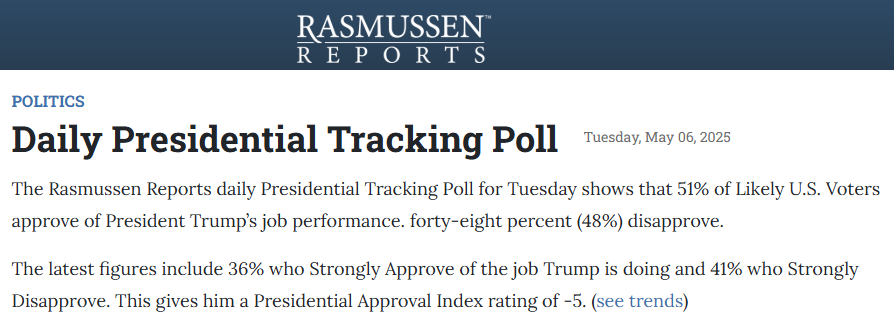 RASMUSSEN™
REPORTS
POLITICS
Daily Presidential Tracking Poll Tuesday, May 06, 2025
The Rasmussen Reports daily Presidential Tracking Poll for Tuesday shows that 51% of Likely U.S. Voters
approve of President Trump’s job performance. forty-eight percent (48%) disapprove.
The latest figures include 36% who Strongly Approve of the job Trump is doing and 41% who Strongly
Disapprove. This gives him a Presidential Approval Index rating of -5. (see trends)